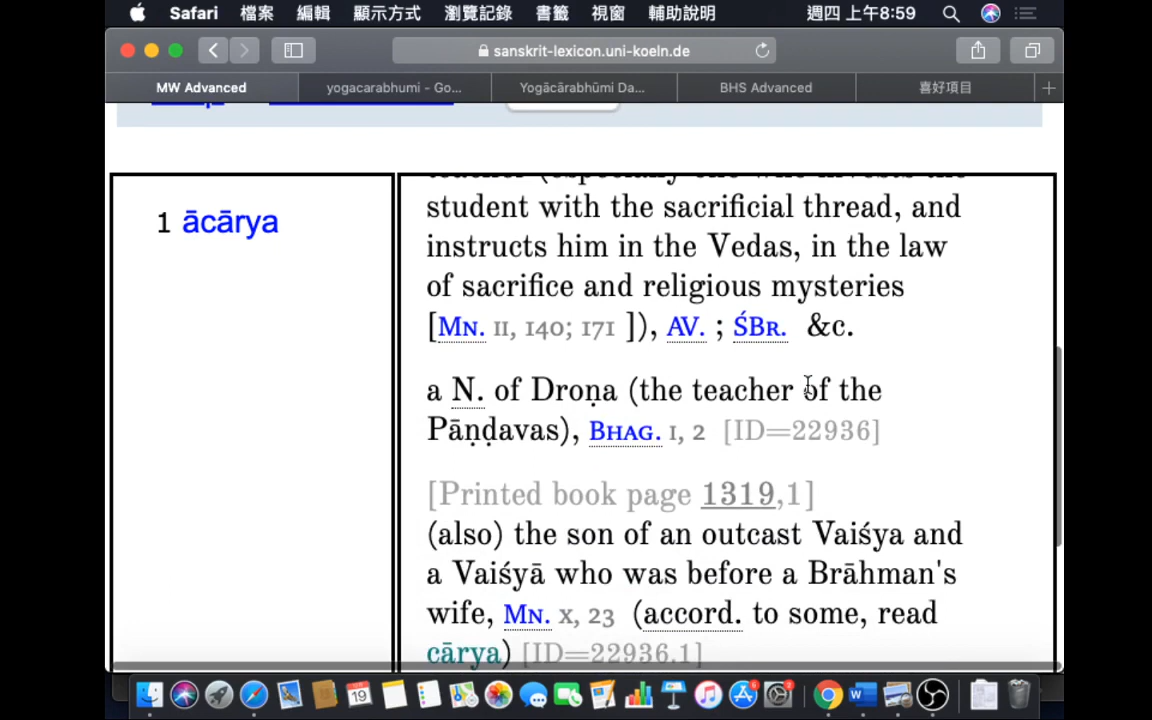 Safari 檔案 編輯 顯示方式 瀏覽記錄 書籤 視窗 輔助說明 週四 上午8:59
sanskrit-lexicon.uni-koeln.de
MW Advanced yogacarabhumi - Go... Yogācārabhūmi Da... BHS Advanced 喜好項目
1 ācārya
student with the sacrificial thread, and
instructs him in the Vedas, in the law
of sacrifice and religious mysteries
[Mn. II, 140; 171 ]), AV. ; ŚBr. &c.
a N. of Droṇa (the teacher of the
Pāṇḍavas), Bhag. I, 2 [ID=22936]
[Printed book page 1319,1]
(also) the son of an outcast Vaiśya and
a Vaiśyā who was before a Brāhman's
wife, Mn. X, 23 (accord. to some, read
cārya) [ID=22936.1]